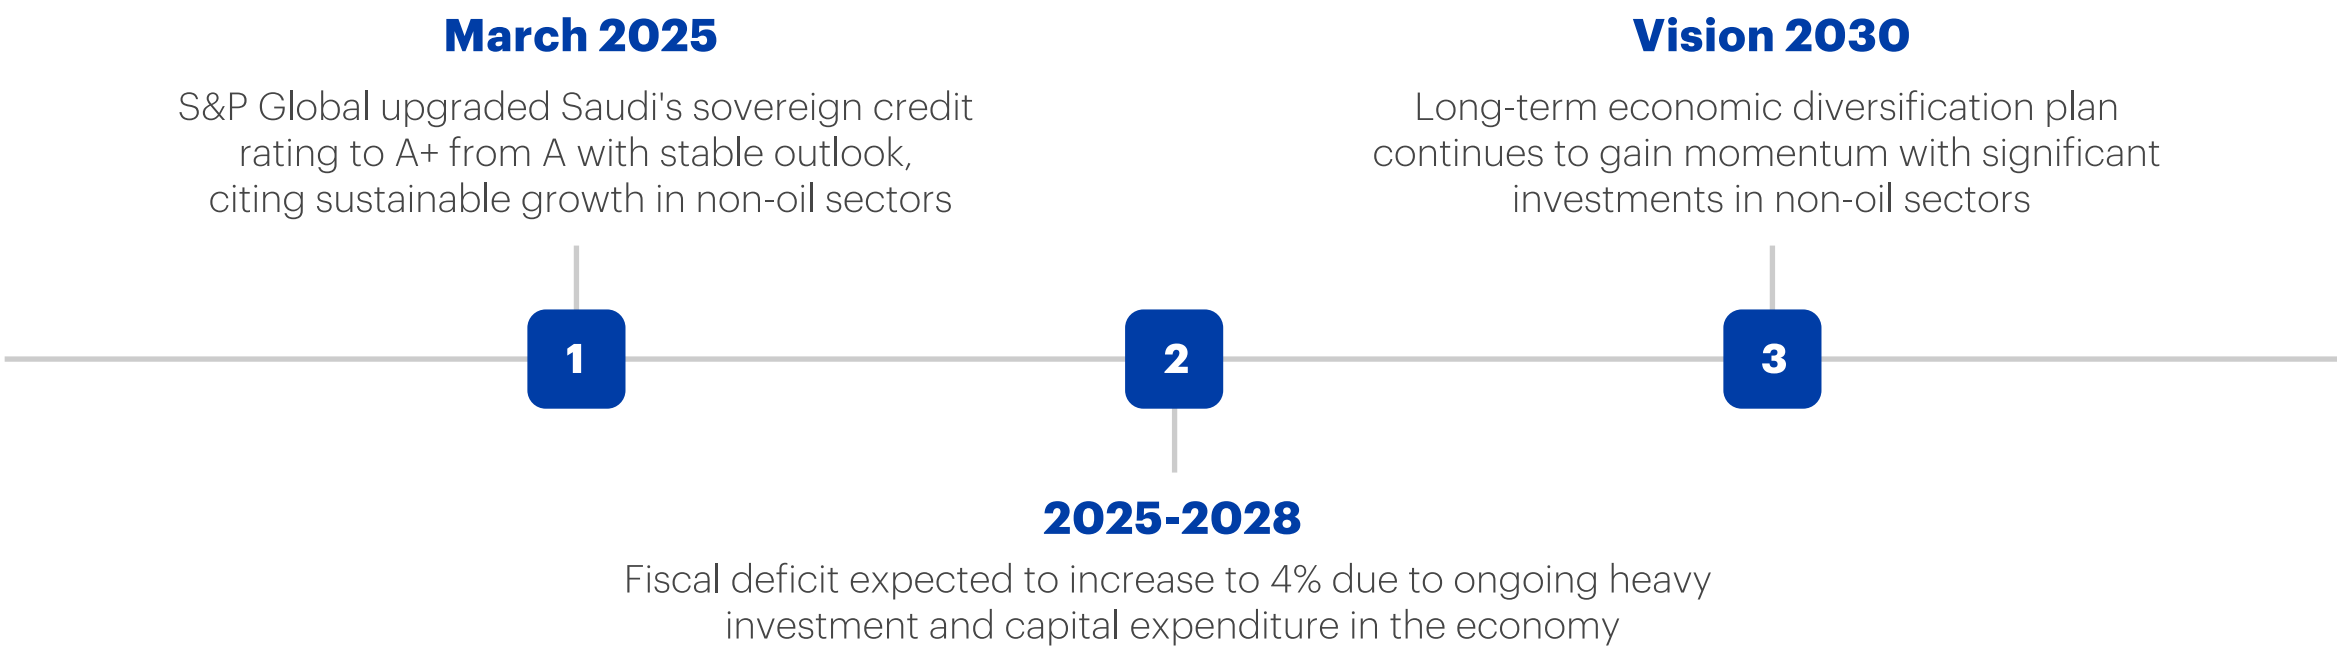 March 2025
S&P Global upgraded Saudi's sovereign credit
rating to A+ from A with stable outlook,
citing sustainable growth in non-oil sectors
Vision 2030
Long-term economic diversification plan
continues to gain momentum with significant
investments in non-oil sectors
1
2
3
2025-2028
Fiscal deficit expected to increase to 4% due to ongoing heavy
investment and capital expenditure in the economy